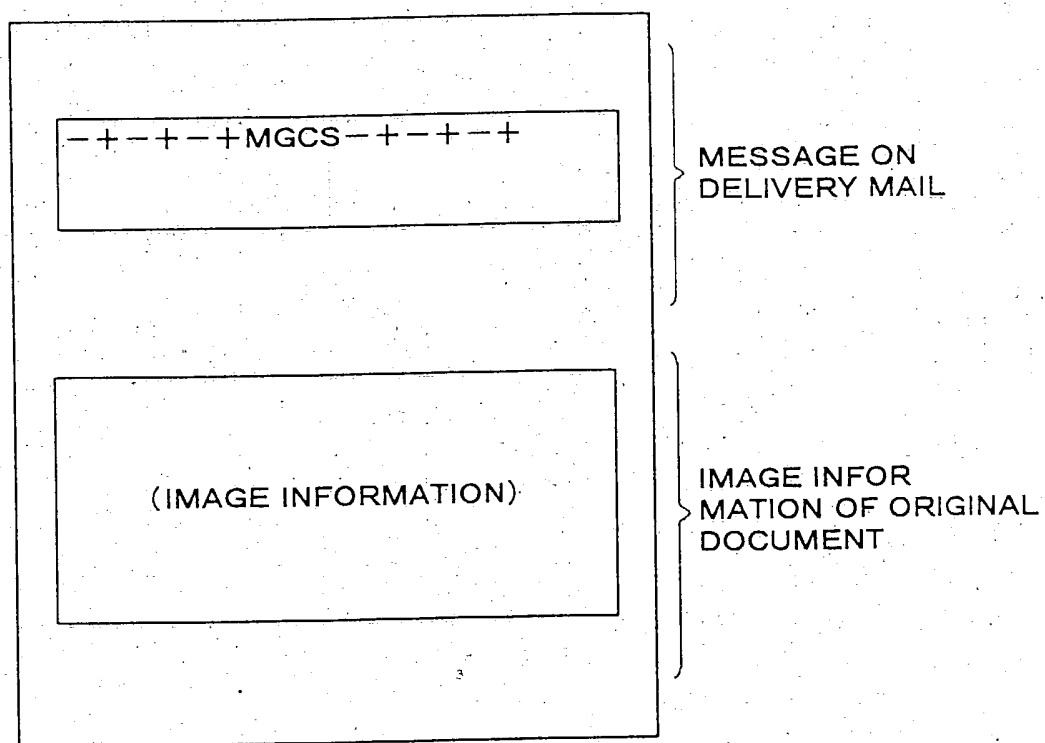 -+-+-+MGCS-+-+-+
MESSAGE ON
DELIVERY MAIL
(IMAGE INFORMATION)
IMAGE INFOR
MATION OF ORIGINAL
DOCUMENT